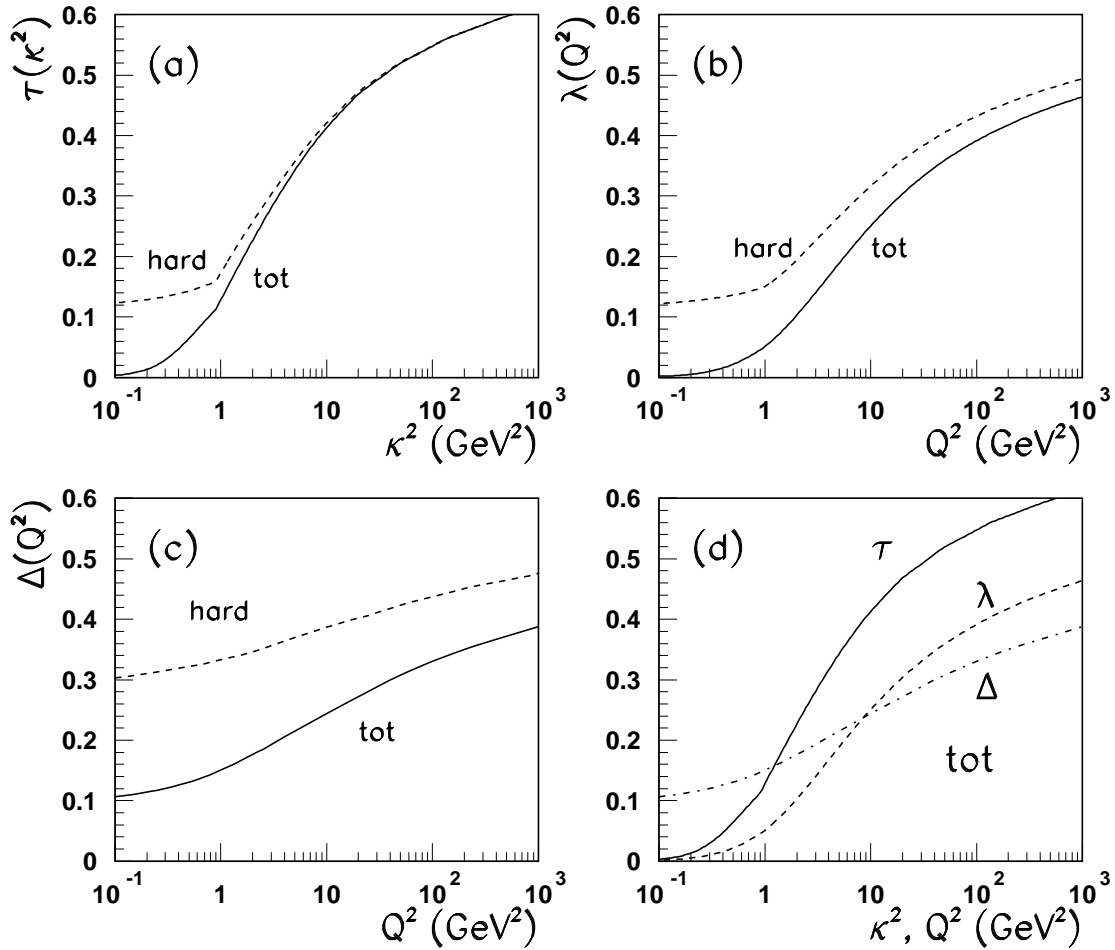 τ(κ²)
(a)
hard
tot
0.6
0.5
0.4
0.3
0.2
0.1
0
10⁻¹ 1 10 10² 10³
κ² (GeV²)
λ(Q²)
(b)
hard
tot
0.6
0.5
0.4
0.3
0.2
0.1
0
10⁻¹ 1 10 10² 10³
Q² (GeV²)
Δ(Q²)
(c)
hard
tot
0.6
0.5
0.4
0.3
0.2
0.1
0
10⁻¹ 1 10 10² 10³
Q² (GeV²)
(d)
τ
λ
Δ
tot
0.6
0.5
0.4
0.3
0.2
0.1
0
10⁻¹ 1 10 10² 10³
κ², Q² (GeV²)